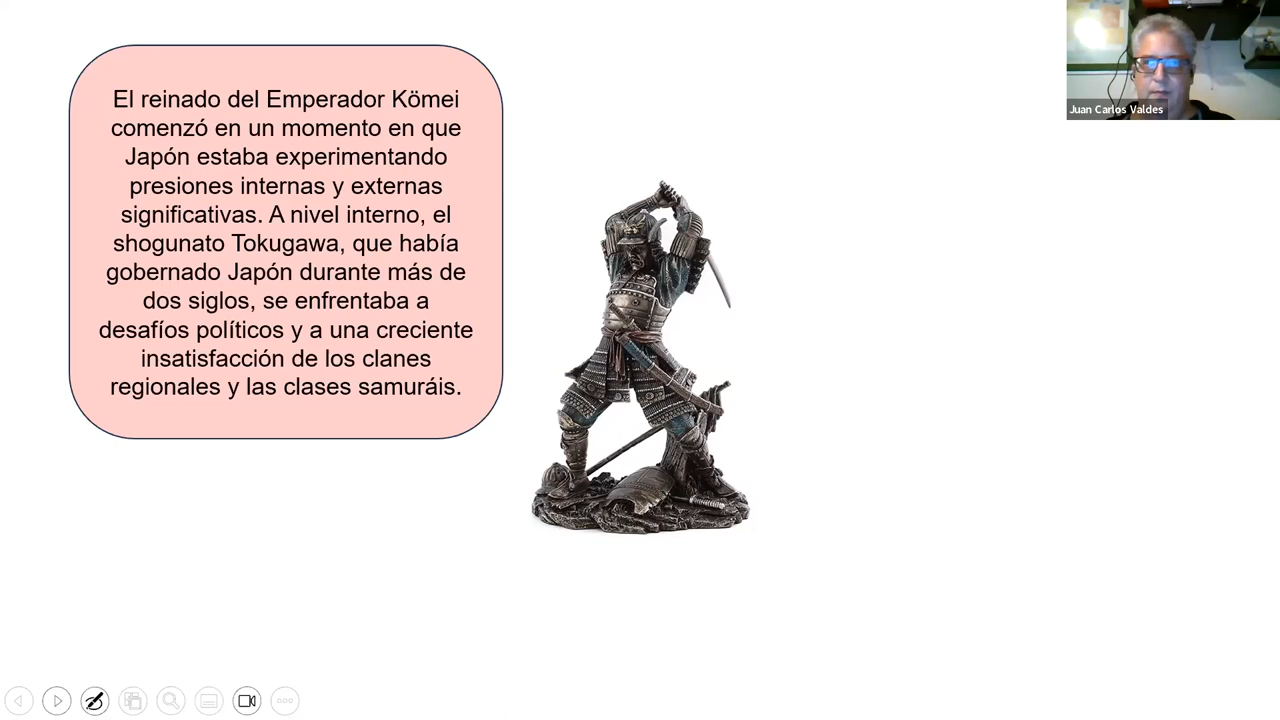 El reinado del Emperador Kömei
comenzó en un momento en que
Japón estaba experimentando
presiones internas y externas
significativas. A nivel interno, el
shogunato Tokugawa, que había
gobernado Japón durante más de
dos siglos, se enfrentaba a
desafíos políticos y a una creciente
insatisfacción de los clanes
regionales y las clases samuráis.
Juan Carlos Valdes